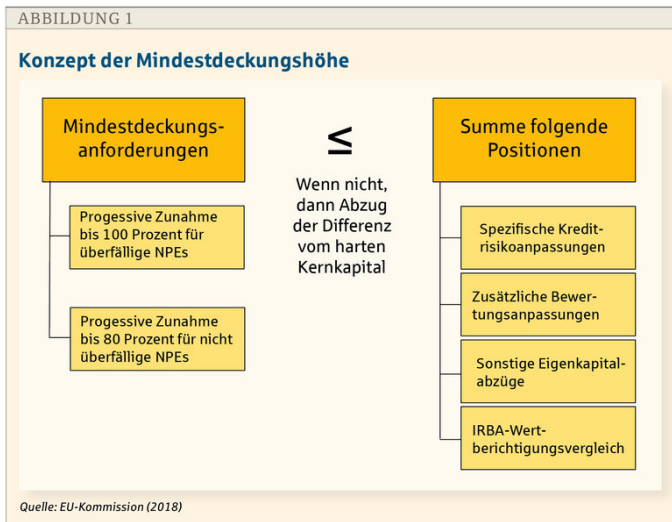 ABBILDUNG 1
Konzept der Mindestdeckungshöhe
Mindestdeckungs-
anforderungen
Progessive Zunahme
bis 100 Prozent für
überfällige NPEs
Progessive Zunahme
bis 80 Prozent für nicht
überfällige NPEs
≤
Wenn nicht,
dann Abzug
der Differenz
vom harten
Kernkapital
Summe folgende
Positionen
Spezifische Kredit-
risikoanpassungen
Zusätzliche Bewer-
tungsanpassungen
Sonstige Eigenkapital-
abzüge
IRBA-Wert-
berichtigungsvergleich
Quelle: EU-Kommission (2018)